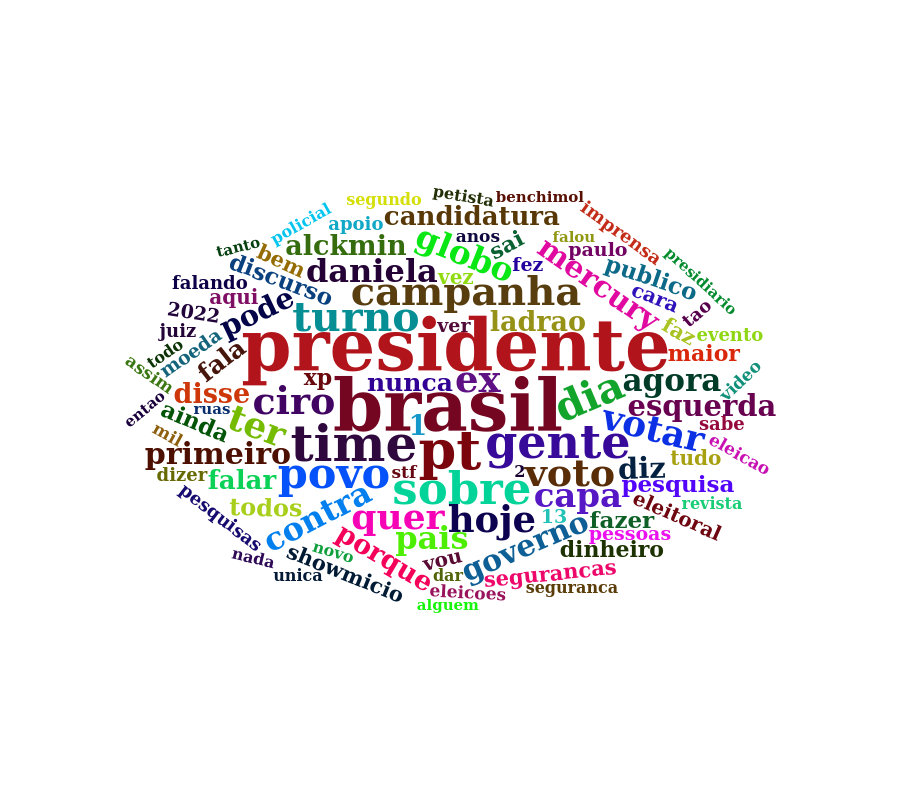 segundo
petista
benchimol
policial
apoio
candidatura
imprensa
tanto
alckmin
globo
anos
sai
falou
paulo
presidiario
bem
discurso
daniela
vez
fez
mercury
publico
falando
aqui
pode
campanha
cara
tao
2022
juiz
turno
ver
ladrao
faz
evento
todo
moeda
fala
presidente
maior
assim
xp
nunca
ex
dia
agora
video
entao
ruas
disse
ciro
brasil
esquerda
mil
ainda
ter
1
votar
sabe
eleicao
primeiro
time
pt
gente
tudo
dizer
falar
povo
stf
sobre
2
voto
diz
pesquisa
pesquisas
todos
contra
quer
hoje
capa
13
eleitoral
revista
nada
showmicio
novo
porque
pais
governo
fazer
pessoas
dinheiro
unica
vou
dar
segurancas
eleicoes
seguranca
alguem